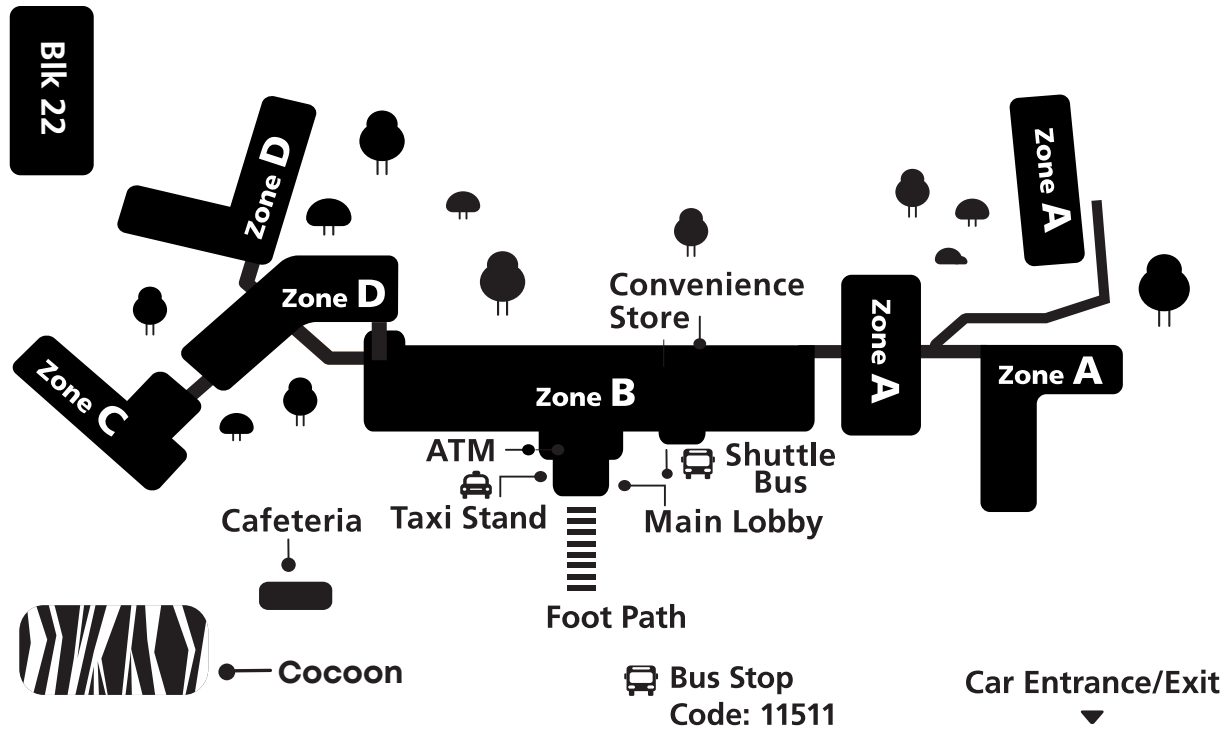 Blk 22
Zone D
Zone A
Convenience
Store
Zone D
Zone A
Zone A
Zone C
Zone B
ATM
Shuttle
Bus
Taxi Stand
Main Lobby
Cafeteria
Foot Path
Cocoon
Bus Stop
Code: 11511
Car Entrance/Exit